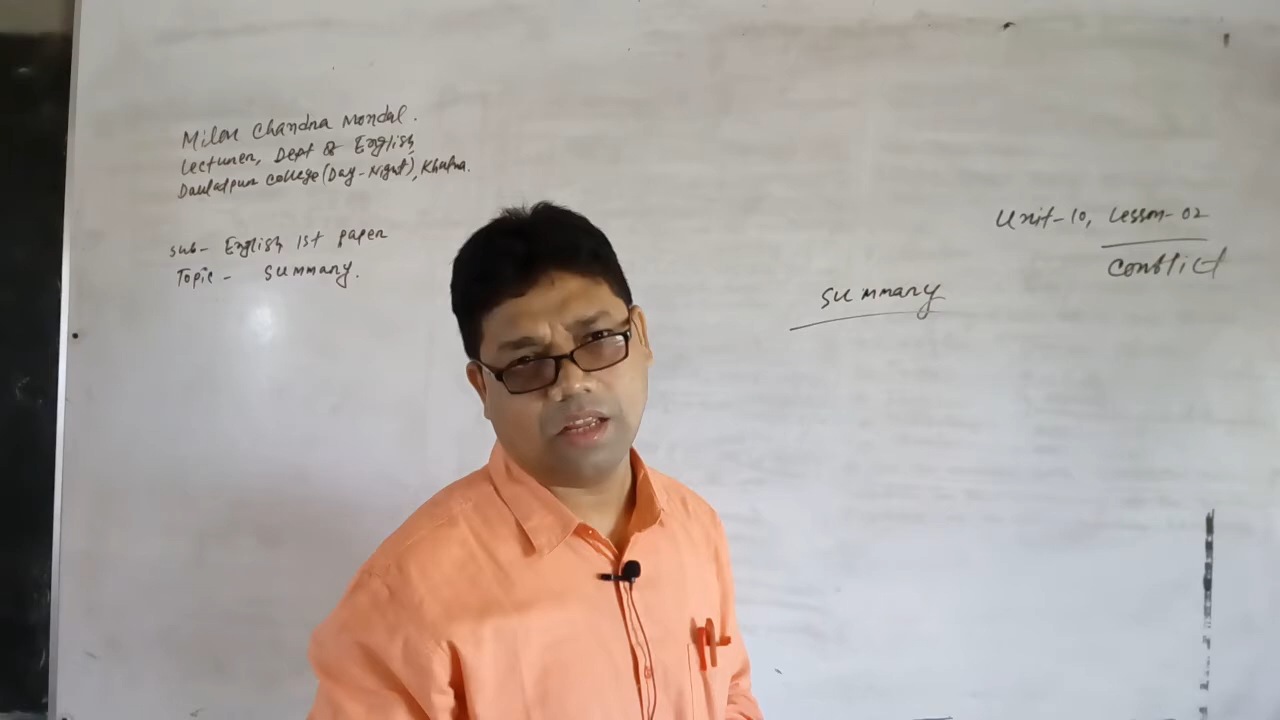 Milon Chandra Mondal.
Lecturer, Dept of English,
Daulatpur College (Day-Night), Khulna.
Sub- English 1st paper
Topic - Summary.
Summary
Unit-10, Lesson-02
Conflict